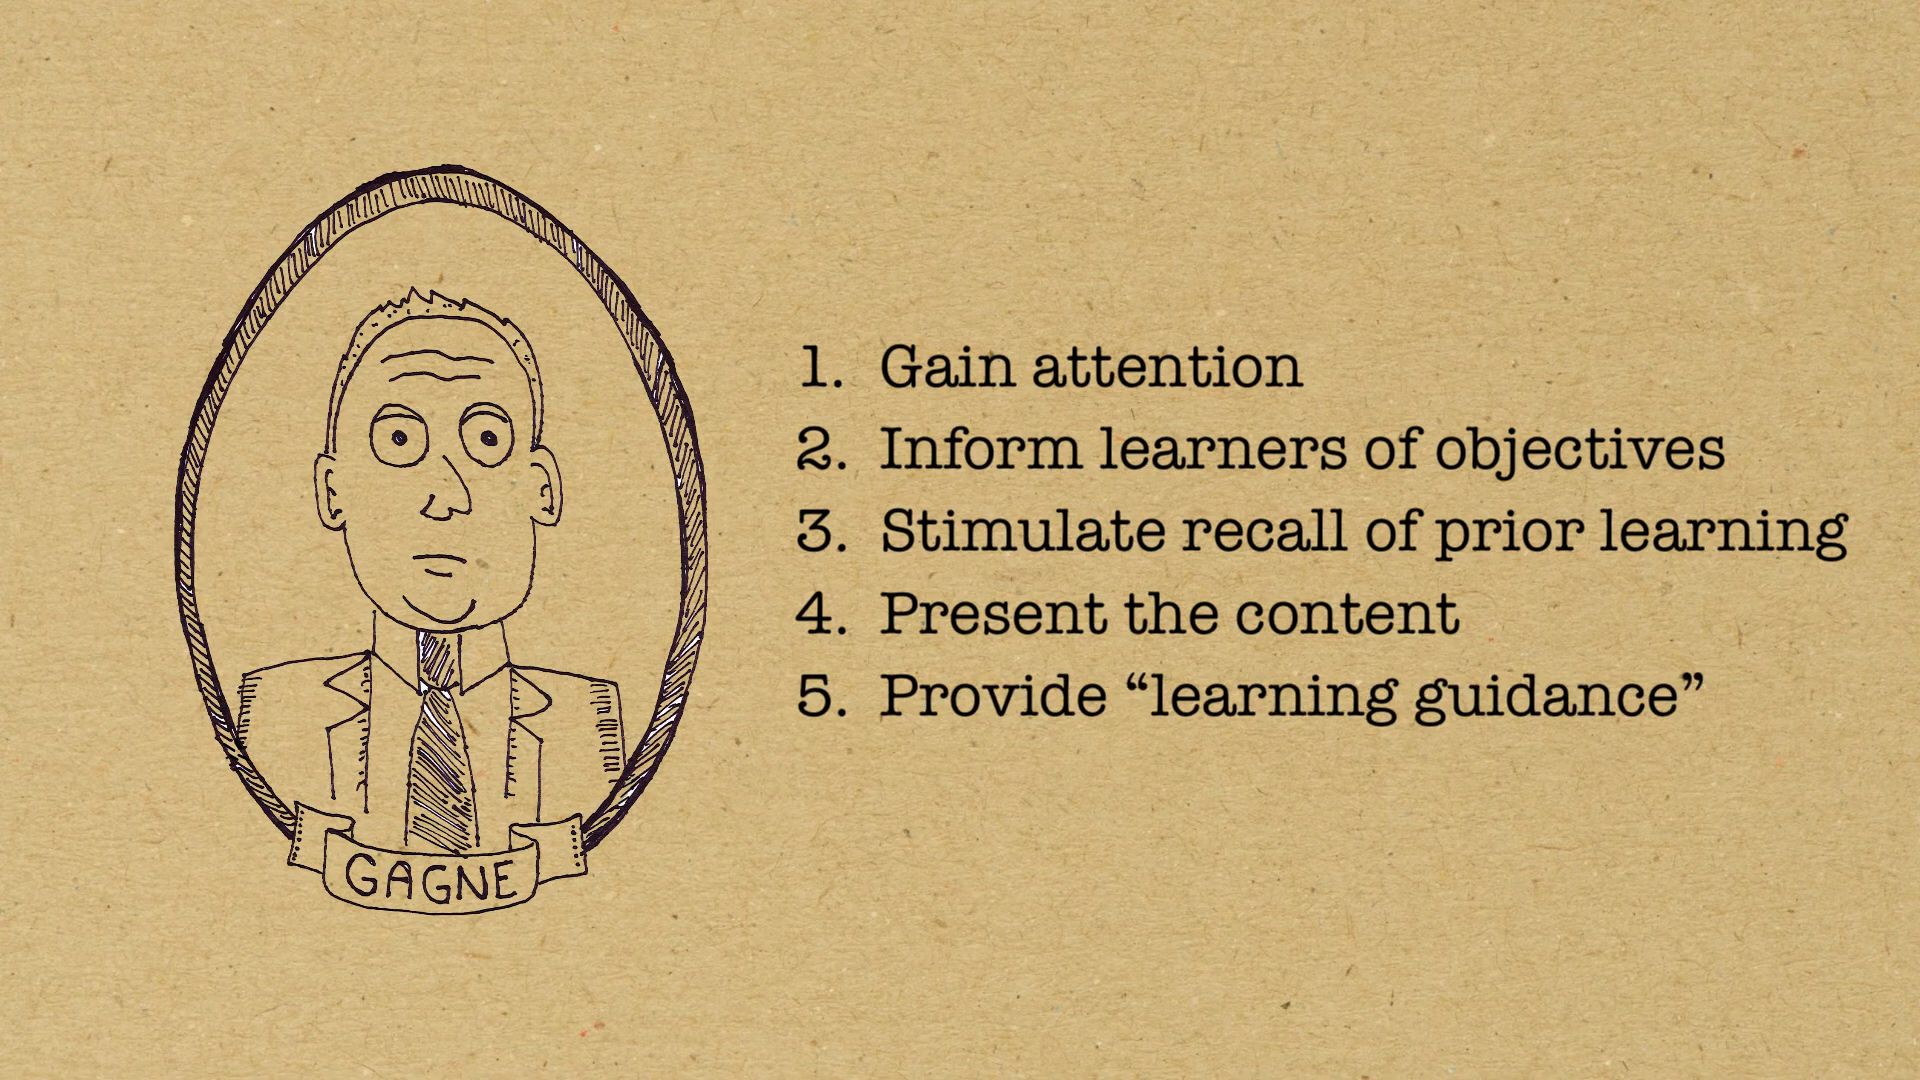 1. Gain attention
2. Inform learners of objectives
3. Stimulate recall of prior learning
4. Present the content
5. Provide “learning guidance”
GAGNE